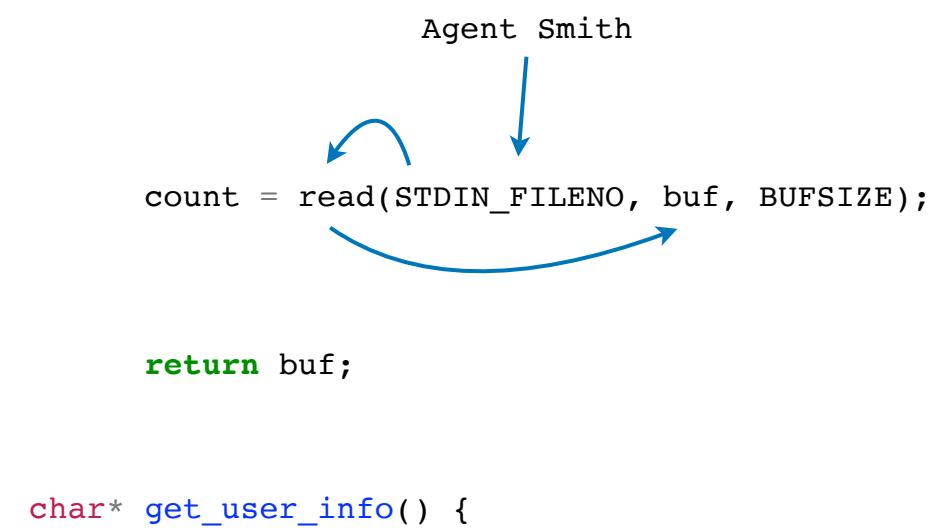 Agent Smith
count = read(STDIN_FILENO, buf, BUFSIZE);
return buf;
char* get_user_info() {